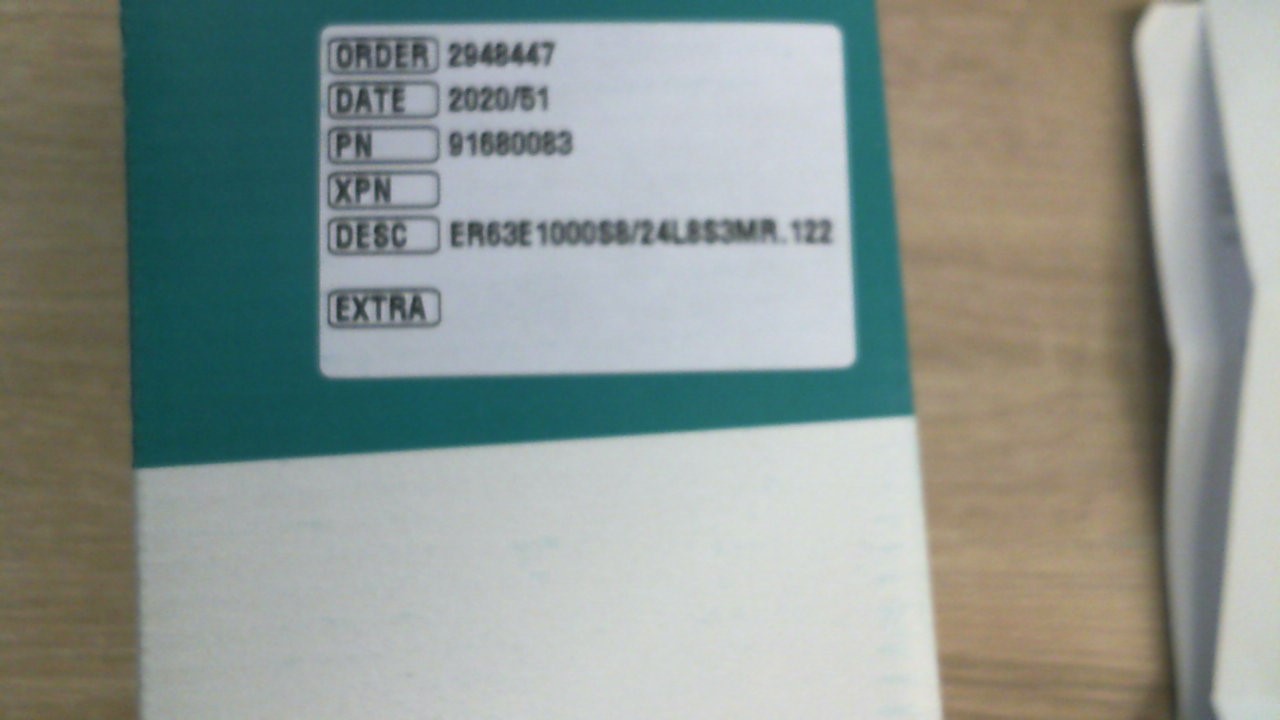 ORDER 2948447
DATE 2020/51
PN 91680083
XPN
DESC ER63E1000S8/24L8S3MR.122
EXTRA